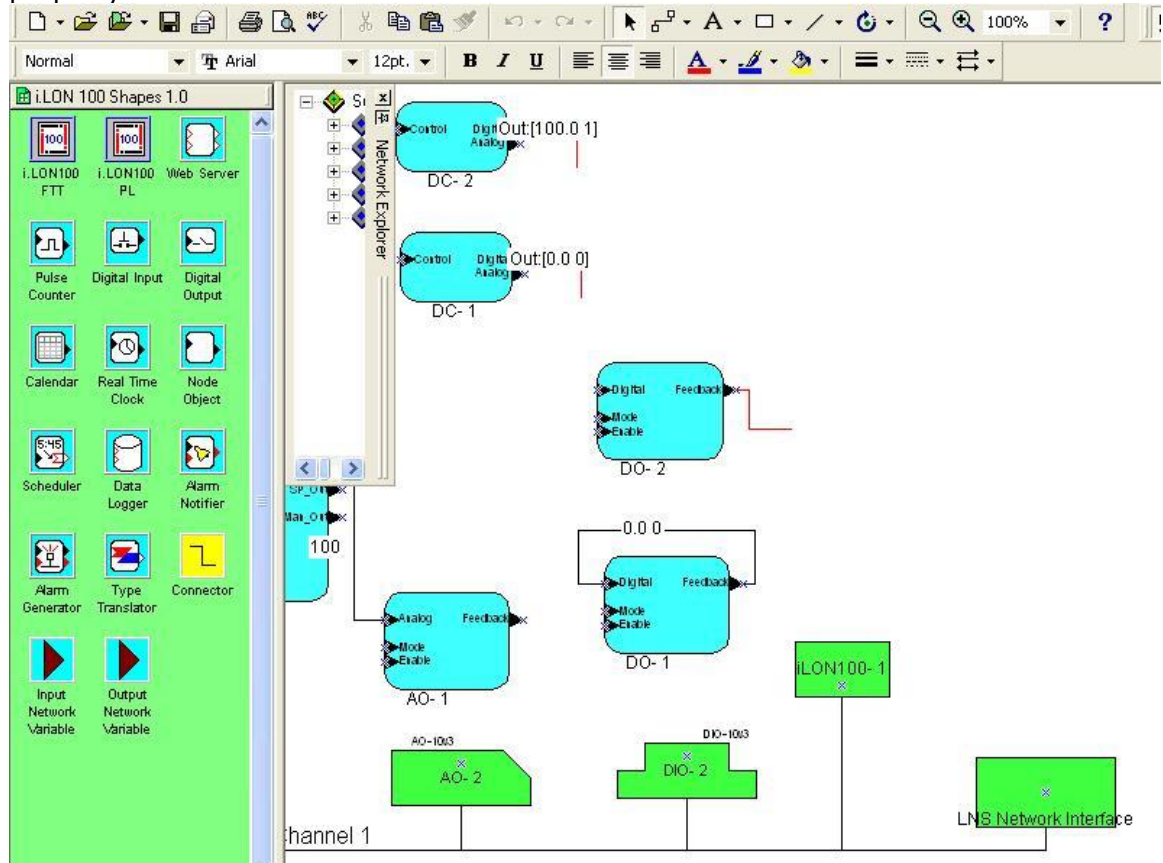 100%
?
Normal
Arial
12pt.
B I U
A
i.LON 100 Shapes 1.0
i.LON100 FTT
i.LON100 PL
Web Server
Pulse Counter
Digital Input
Digital Output
Calendar
Real Time Clock
Node Object
Scheduler
Data Logger
Alarm Notifier
Alarm Generator
Type Translator
Connector
Input Network Variable
Output Network Variable
Network Explorer
Control
Out:[100.0 1]
Analog
DC- 2
Control
Out:[0.0 0]
Analog
DC- 1
Digital
Feedback
Mode
Enable
DO- 2
SP_Out
Man_Out
100
0.0 0
Digital
Feedback
Mode
Enable
DO- 1
Analog
Feedback
Mode
Enable
AO- 1
iLON100- 1
AO-10v3
AO- 2
DIO-10v3
DIO- 2
LNS Network Interface
hannel 1